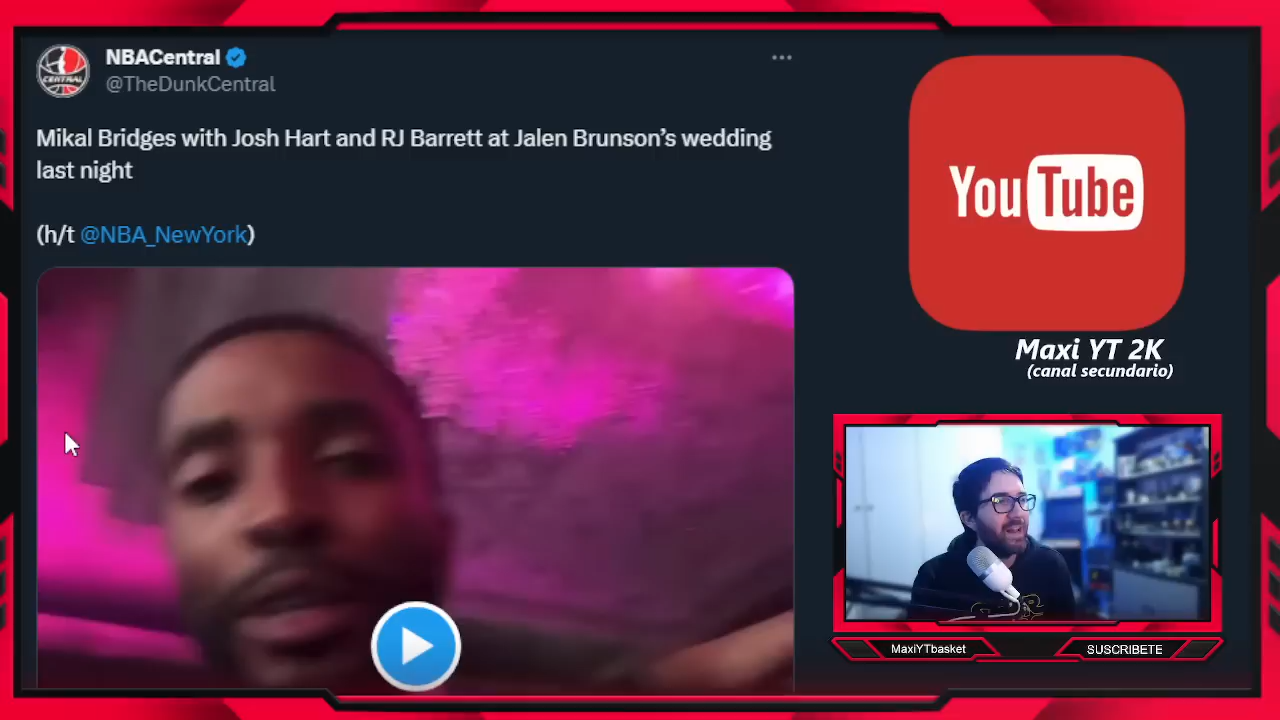 NBACentral
@TheDunkCentral
Mikal Bridges with Josh Hart and RJ Barrett at Jalen Brunson’s wedding
last night
(h/t @NBA_NewYork)
CENTRAL
YouTube
Maxi YT 2K
(canal secundario)
MaxiYTbasket
SUSCRIBETE